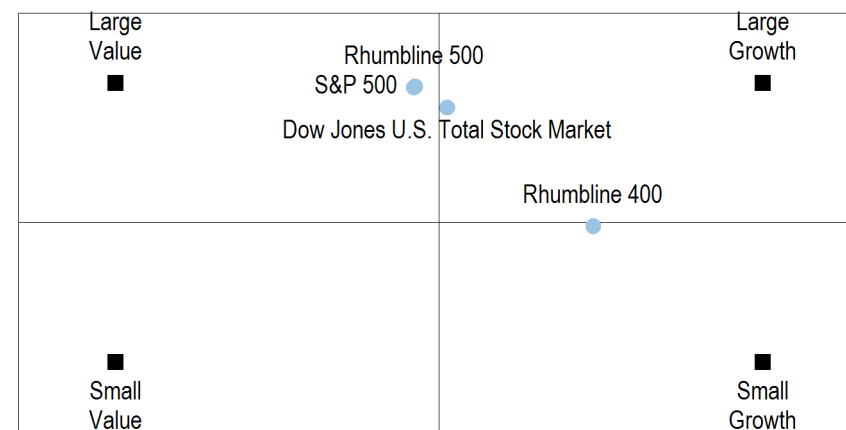 Large
Value
Large
Growth
Rhumbline 500
S&P 500
Dow Jones U.S. Total Stock Market
Rhumbline 400
Small
Value
Small
Growth